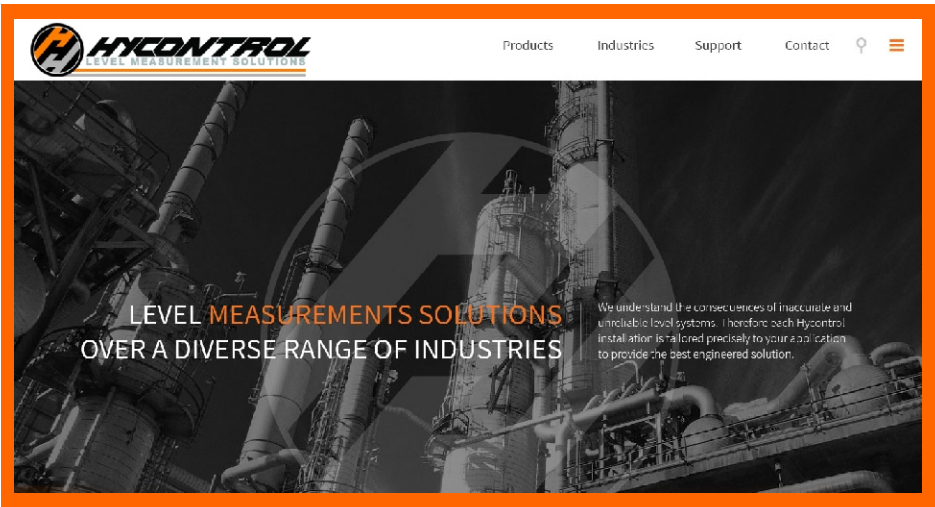 HYCONTROL
LEVEL MEASUREMENT SOLUTIONS
Products Industries Support Contact
LEVEL MEASUREMENTS SOLUTIONS
OVER A DIVERSE RANGE OF INDUSTRIES
We understand the consequences of inaccurate and
unreliable level systems. Therefore each Hycontrol
installation is tailored precisely to your application
to provide the best engineered solution.